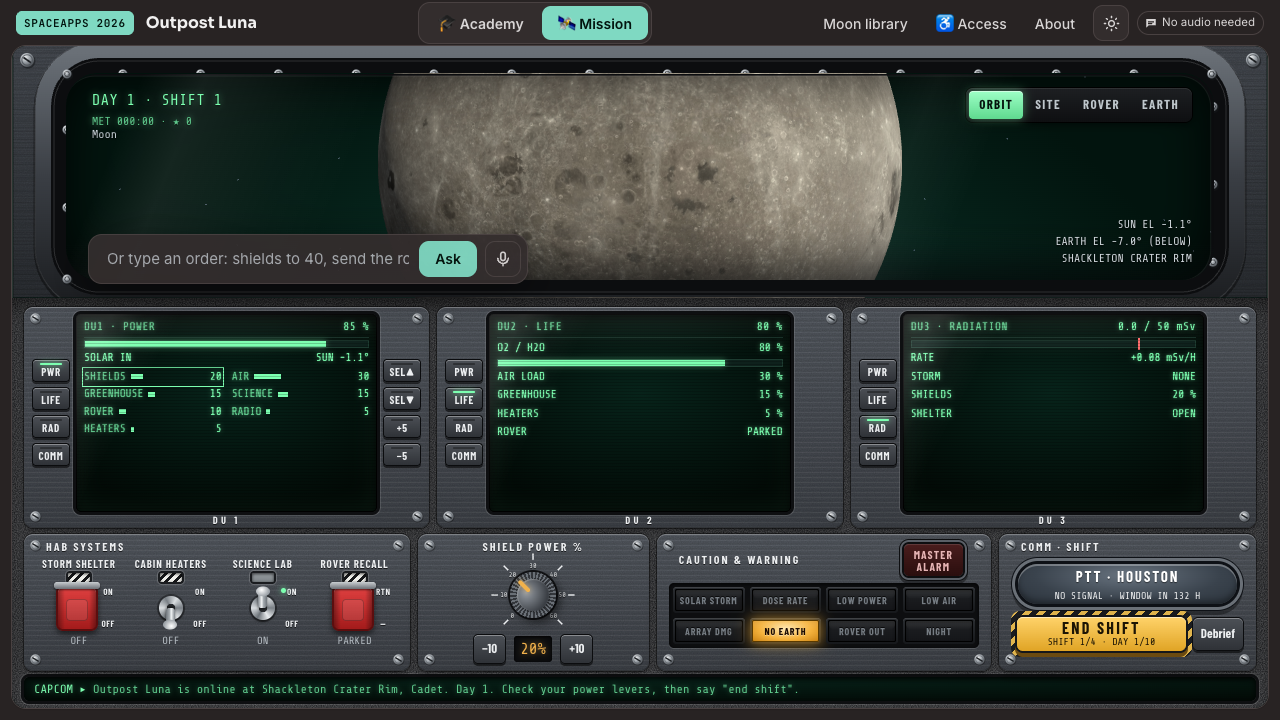 SPACEAPPS 2026
Outpost Luna
Academy
Mission
Moon library
Access
About
No audio needed
DAY 1 · SHIFT 1
MET 000:00 · ★ 0
Moon
ORBIT
SITE
ROVER
EARTH
SUN EL -1.1°
EARTH EL -7.0° (BELOW)
SHACKLETON CRATER RIM
Or type an order: shields to 40, send the ro
Ask
DU1 · POWER 85 %
SOLAR IN SUN -1.1°
SHIELDS 20 AIR 30
GREENHOUSE 15 SCIENCE 15
ROVER 10 RADIO 5
HEATERS 5
PWR
LIFE
RAD
COMM
SEL▲
SEL▼
+5
-5
DU 1
DU2 · LIFE 80 %
O2 / H2O 80 %
AIR LOAD 30 %
GREENHOUSE 15 %
HEATERS 5 %
ROVER PARKED
PWR
LIFE
RAD
COMM
DU 2
DU3 · RADIATION 0.0 / 50 mSv
RATE +0.08 mSv/H
STORM NONE
SHIELDS 20 %
SHELTER OPEN
PWR
LIFE
RAD
COMM
DU 3
HAB SYSTEMS
STORM SHELTER
ON
OFF
OFF
CABIN HEATERS
ON
OFF
OFF
SCIENCE LAB
ON
OFF
ON
ROVER RECALL
RTN
—
PARKED
SHIELD POWER %
0 10 20 30 40 50 60
-10
20%
+10
CAUTION & WARNING
MASTER
ALARM
SOLAR STORM DOSE RATE LOW POWER LOW AIR
ARRAY DMG NO EARTH ROVER OUT NIGHT
COMM · SHIFT
PTT · HOUSTON
NO SIGNAL · WINDOW IN 132 H
END SHIFT
SHIFT 1/4 · DAY 1/10
Debrief
CAPCOM ▸ Outpost Luna is online at Shackleton Crater Rim, Cadet. Day 1. Check your power levers, then say "end shift".